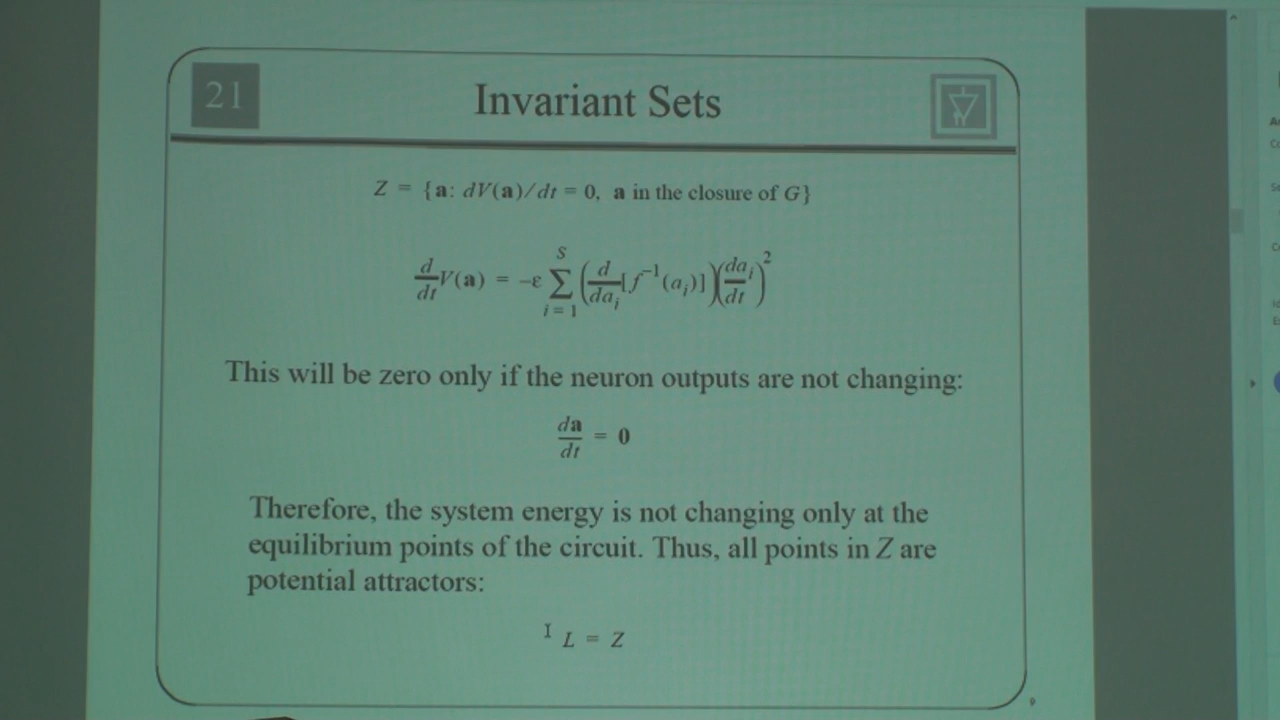 21
Invariant Sets
Z = {a: dV(a)/dt = 0, a in the closure of G}
d/dt V(a) = -ε ∑_{i = 1}^{S} (d/da_i [f^{-1}(a_i)]) (da_i/dt)^2
This will be zero only if the neuron outputs are not changing:
da/dt = 0
Therefore, the system energy is not changing only at the
equilibrium points of the circuit. Thus, all points in Z are
potential attractors:
L = Z